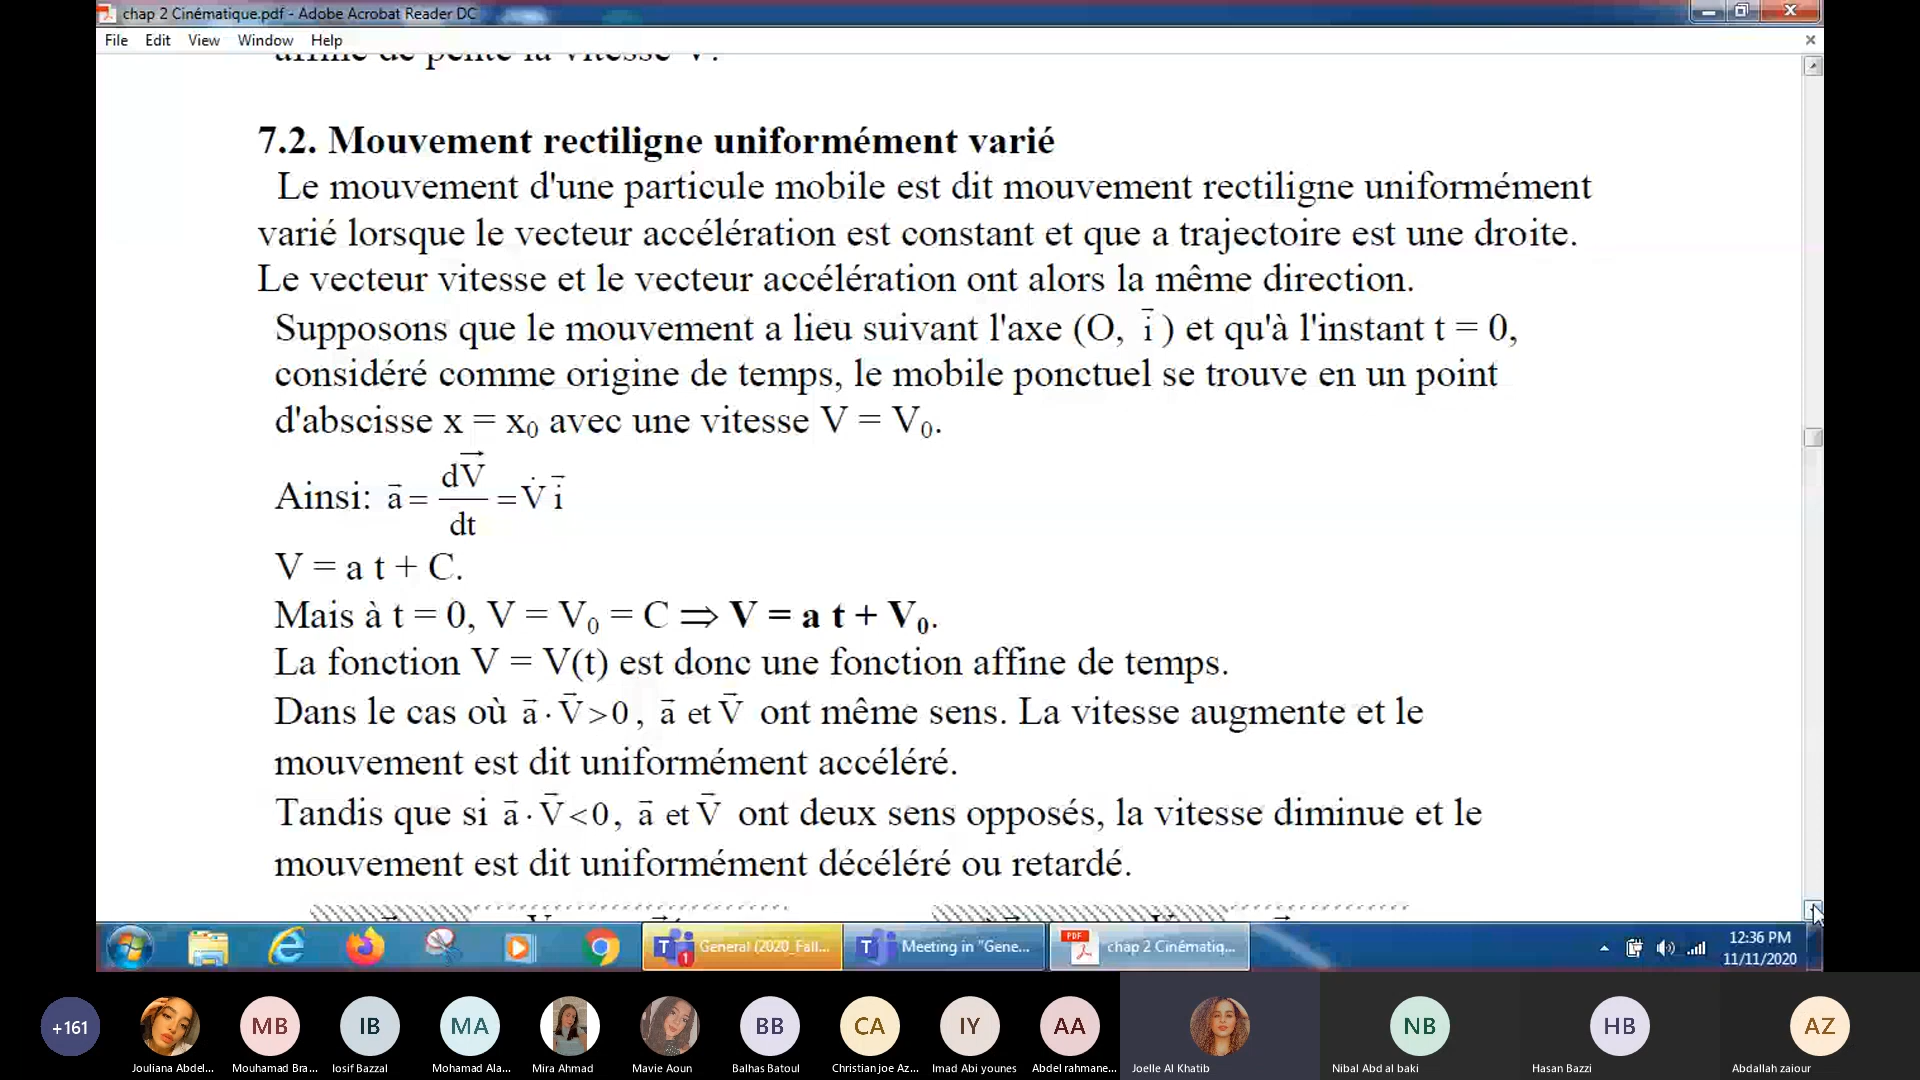 chap 2 Cinématique.pdf - Adobe Acrobat Reader DC
File Edit View Window Help
affine de pente la vitesse V.
7.2. Mouvement rectiligne uniformément varié
Le mouvement d'une particule mobile est dit mouvement rectiligne uniformément
varié lorsque le vecteur accélération est constant et que a trajectoire est une droite.
Le vecteur vitesse et le vecteur accélération ont alors la même direction.
Supposons que le mouvement a lieu suivant l'axe (O, i⃗ ) et qu'à l'instant t = 0,
considéré comme origine de temps, le mobile ponctuel se trouve en un point
d'abscisse x = x₀ avec une vitesse V = V₀.
Ainsi: a⃗ = dV⃗/dt = V̇ i⃗
V = a t + C.
Mais à t = 0, V = V₀ = C ⇒ V = a t + V₀.
La fonction V = V(t) est donc une fonction affine de temps.
Dans le cas où a⃗ · V⃗ > 0, a⃗ et V⃗ ont même sens. La vitesse augmente et le
mouvement est dit uniformément accéléré.
Tandis que si a⃗ · V⃗ < 0, a⃗ et V⃗ ont deux sens opposés, la vitesse diminue et le
mouvement est dit uniformément décéléré ou retardé.
General (2020_Fall... Meeting in "Gene... PDF chap 2 Cinématiq... 12:36 PM
1 11/11/2020
+161 MB IB MA BB CA IY AA NB HB AZ
Jouliana Abdel... Mouhamad Bra... Iosif Bazzal Mohamad Ala... Mira Ahmad Mavie Aoun Balhas Batoul Christian joe Az... Imad Abi younes Abdel rahmane... Joelle Al Khatib Nibal Abd al baki Hasan Bazzi Abdallah zaiour